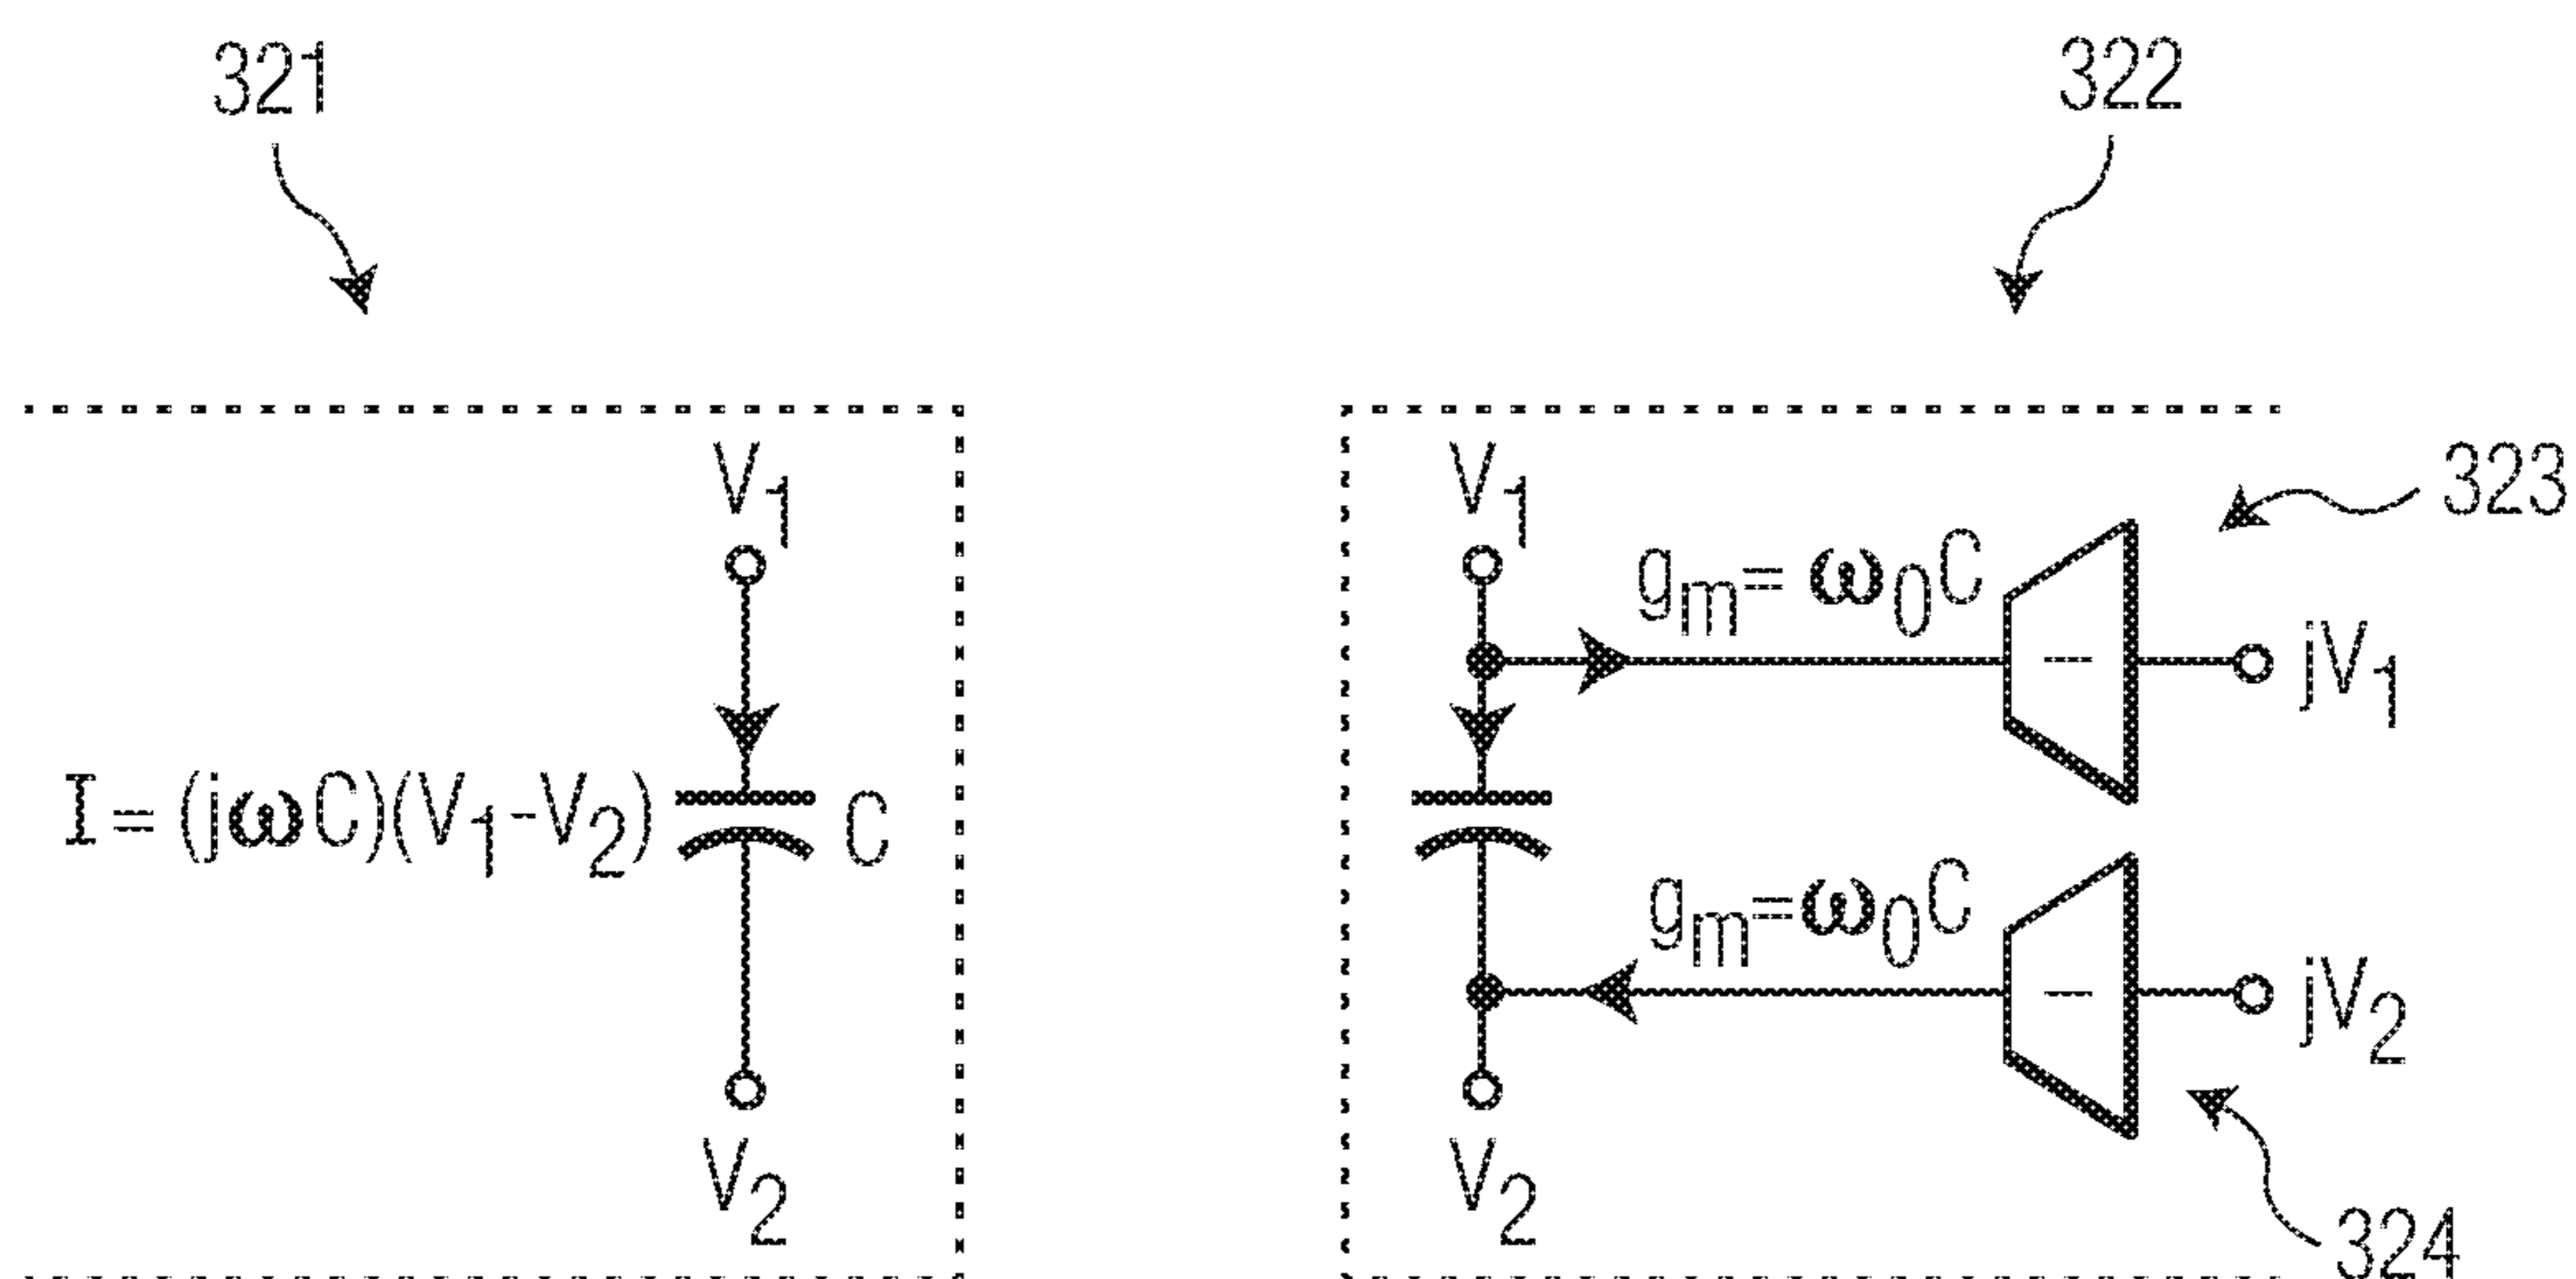 321
322
V1
V1
323
gm= ω0C
jV1
I= (jωC)(V1-V2)
C
gm=ω0C
jV2
V2
V2
324